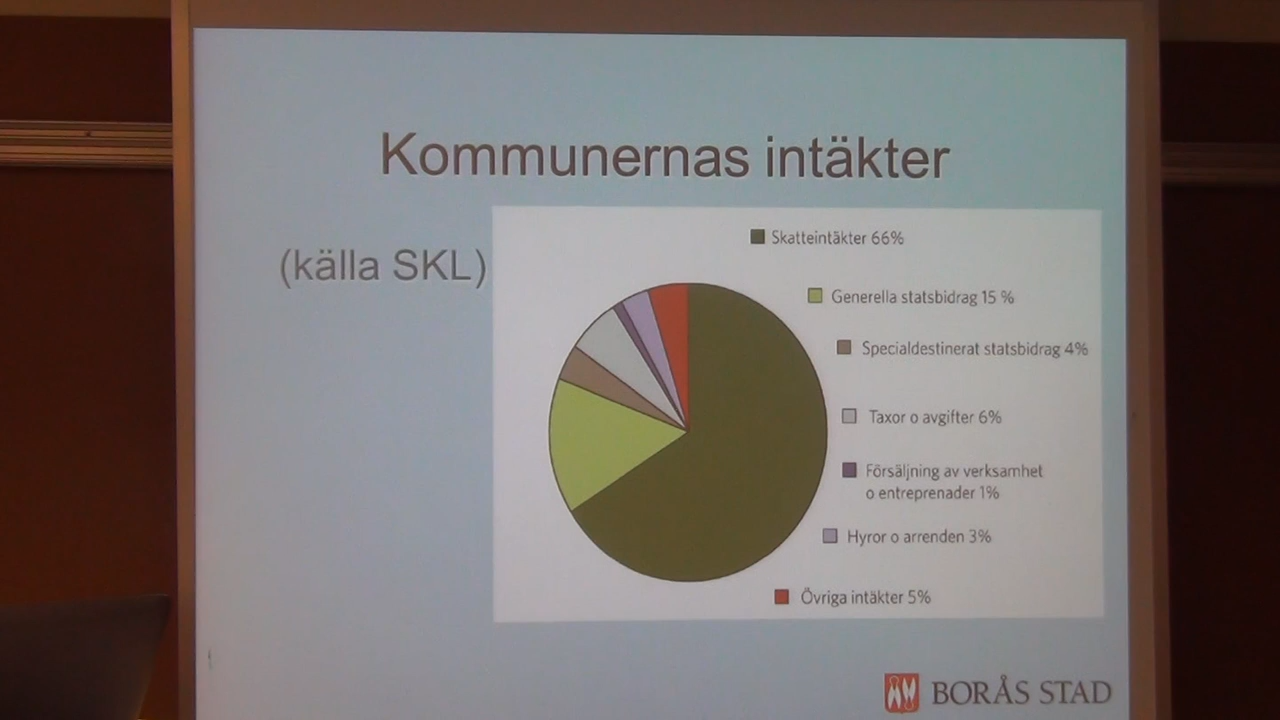 Kommunernas intäkter
(källa SKL)
Skatteintäkter 66%
Generella statsbidrag 15 %
Specialdestinerat statsbidrag 4%
Taxor o avgifter 6%
Försäljning av verksamhet
o entreprenader 1%
Hyror o arrenden 3%
Övriga intäkter 5%
BORÅS STAD